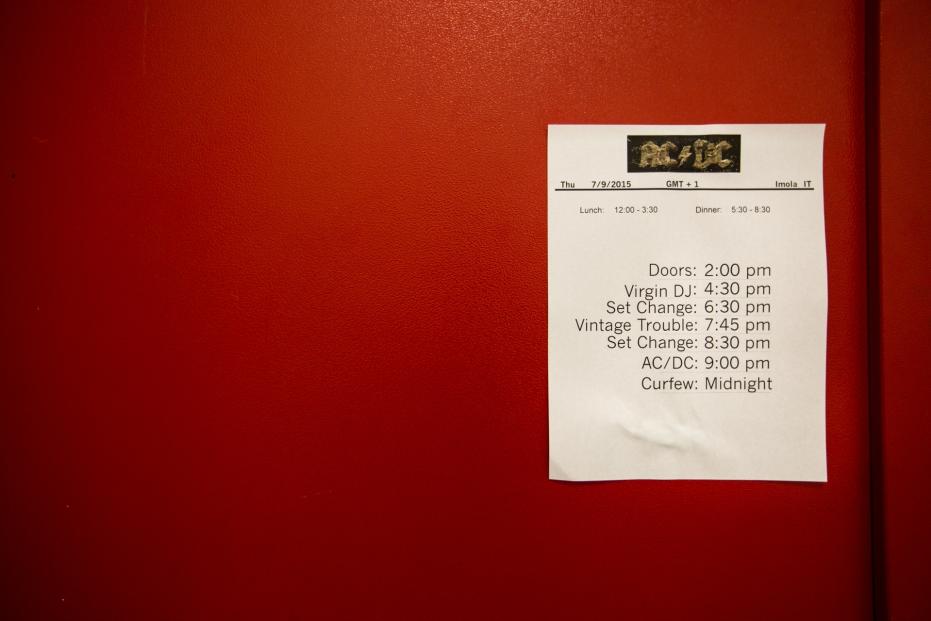 AC/DC
Thu 7/9/2015 GMT + 1 Imola IT
Lunch: 12:00 - 3:30 Dinner: 5:30 - 8:30
Doors: 2:00 pm
Virgin DJ: 4:30 pm
Set Change: 6:30 pm
Vintage Trouble: 7:45 pm
Set Change: 8:30 pm
AC/DC: 9:00 pm
Curfew: Midnight